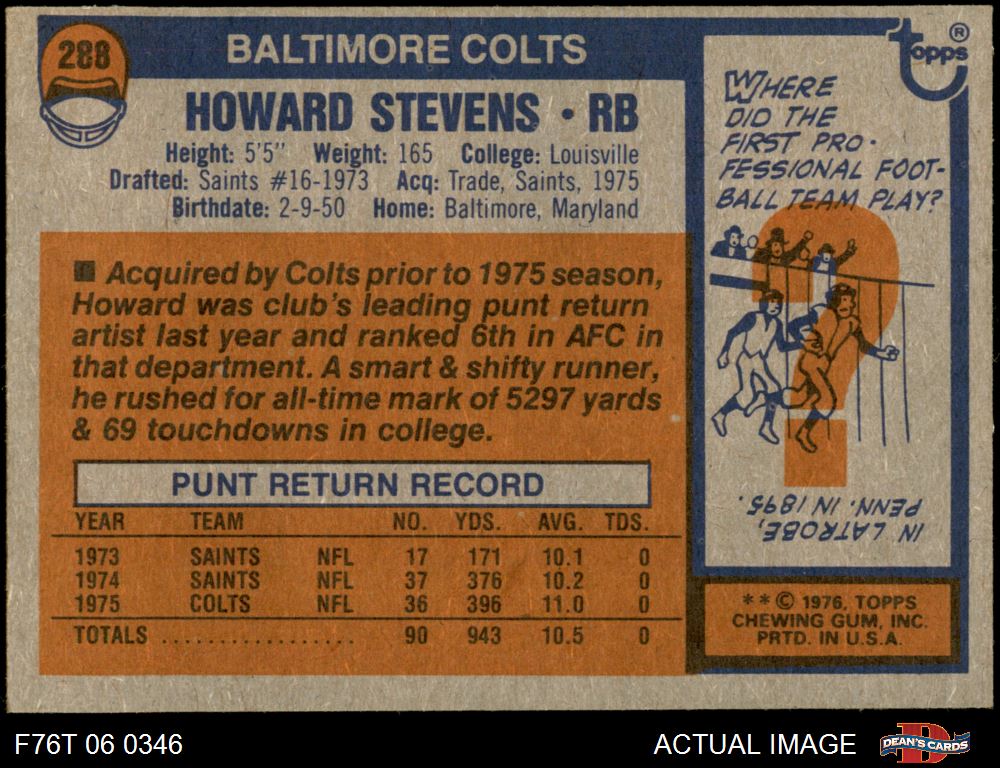 288
BALTIMORE COLTS
HOWARD STEVENS • RB
Height: 5'5" Weight: 165 College: Louisville
Drafted: Saints #16-1973 Acq: Trade, Saints, 1975
Birthdate: 2-9-50 Home: Baltimore, Maryland
■ Acquired by Colts prior to 1975 season,
Howard was club's leading punt return
artist last year and ranked 6th in AFC in
that department. A smart & shifty runner,
he rushed for all-time mark of 5297 yards
& 69 touchdowns in college.
PUNT RETURN RECORD
YEAR TEAM NO. YDS. AVG. TDS.
1973 SAINTS NFL 17 171 10.1 0
1974 SAINTS NFL 37 376 10.2 0
1975 COLTS NFL 36 396 11.0 0
TOTALS .................. 90 943 10.5 0
Topps ®
WHERE
DID THE
FIRST PRO-
FESSIONAL FOOT-
BALL TEAM PLAY?
?
IN LATROBE,
PENN. IN 1895.
* * © 1976, TOPPS
CHEWING GUM, INC.
PRTD. IN U.S.A.
F76T 06 0346
ACTUAL IMAGE
DEAN'S CARDS